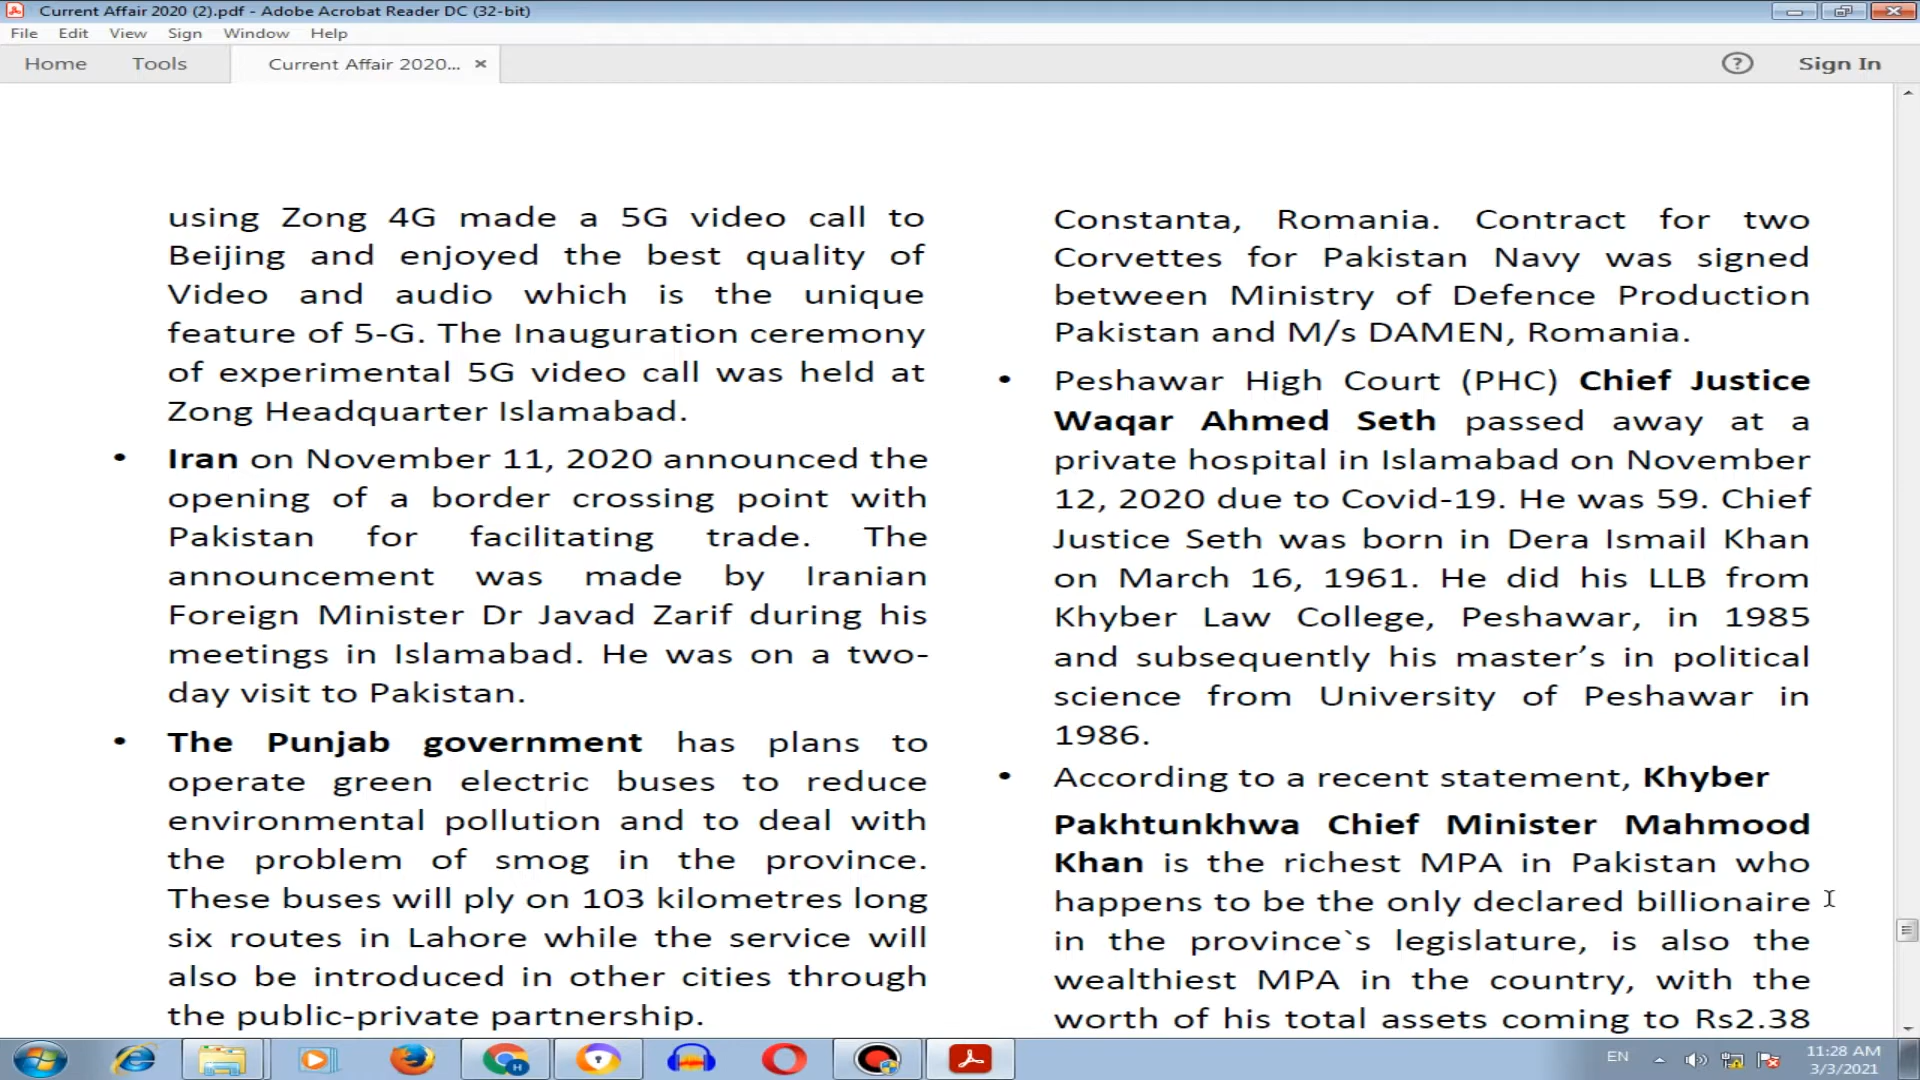 Current Affair 2020 (2).pdf - Adobe Acrobat Reader DC (32-bit)
File Edit View Sign Window Help
Home Tools Current Affair 2020... × ? Sign In
using Zong 4G made a 5G video call to
Beijing and enjoyed the best quality of
Video and audio which is the unique
feature of 5-G. The Inauguration ceremony
of experimental 5G video call was held at
Zong Headquarter Islamabad.
• Iran on November 11, 2020 announced the
opening of a border crossing point with
Pakistan for facilitating trade. The
announcement was made by Iranian
Foreign Minister Dr Javad Zarif during his
meetings in Islamabad. He was on a two-
day visit to Pakistan.
• The Punjab government has plans to
operate green electric buses to reduce
environmental pollution and to deal with
the problem of smog in the province.
These buses will ply on 103 kilometres long
six routes in Lahore while the service will
also be introduced in other cities through
the public-private partnership.
Constanta, Romania. Contract for two
Corvettes for Pakistan Navy was signed
between Ministry of Defence Production
Pakistan and M/s DAMEN, Romania.
• Peshawar High Court (PHC) Chief Justice
Waqar Ahmed Seth passed away at a
private hospital in Islamabad on November
12, 2020 due to Covid-19. He was 59. Chief
Justice Seth was born in Dera Ismail Khan
on March 16, 1961. He did his LLB from
Khyber Law College, Peshawar, in 1985
and subsequently his master’s in political
science from University of Peshawar in
1986.
• According to a recent statement, Khyber
Pakhtunkhwa Chief Minister Mahmood
Khan is the richest MPA in Pakistan who
happens to be the only declared billionaire
in the province`s legislature, is also the
wealthiest MPA in the country, with the
worth of his total assets coming to Rs2.38
EN 11:28 AM
3/3/2021